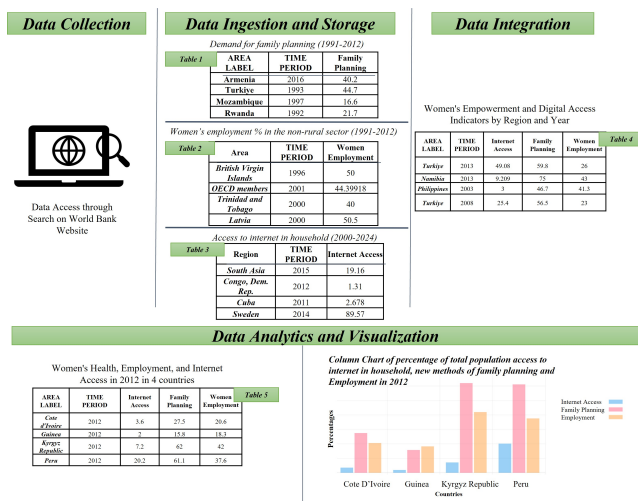 Data Collection
Data Access through
Search on World Bank
Website
Data Ingestion and Storage
Demand for family planning (1991-2012)
Table 1
AREA LABEL TIME PERIOD Family Planning
Armenia 2016 40.2
Turkiye 1993 44.7
Mozambique 1997 16.6
Rwanda 1992 21.7
Women's employment % in the non-rural sector (1991-2012)
Table 2
Area TIME PERIOD Women Employment
British Virgin Islands 1996 50
OECD members 2001 44.39918
Trinidad and Tobago 2000 40
Latvia 2000 50.5
Access to internet in household (2000-2024)
Table 3
Region TIME PERIOD Internet Access
South Asia 2015 19.16
Congo, Dem. Rep. 2012 1.31
Cuba 2011 2.678
Sweden 2014 89.57
Data Integration
Women's Empowerment and Digital Access
Indicators by Region and Year
Table 4
AREA LABEL TIME PERIOD Internet Access Family Planning Women Employment
Turkiye 2013 49.08 59.8 26
Namibia 2013 9.209 75 43
Philippines 2003 3 46.7 41.3
Turkiye 2008 25.4 56.5 23
Data Analytics and Visualization
Women's Health, Employment, and Internet
Access in 2012 in 4 countries
Table 5
AREA LABEL TIME PERIOD Internet Access Family Planning Women Employment
Cote d'Ivoire 2012 3.6 27.5 20.6
Guinea 2012 2 15.8 18.3
Kyrgyz Republic 2012 7.2 62 42
Peru 2012 20.2 61.1 37.6
Column Chart of percentage of total population access to
internet in household, new methods of family planning and
Employment in 2012
Percentages
Internet Access
Family Planning
Employment
Cote D'Ivoire Guinea Kyrgyz Republic Peru
Countries